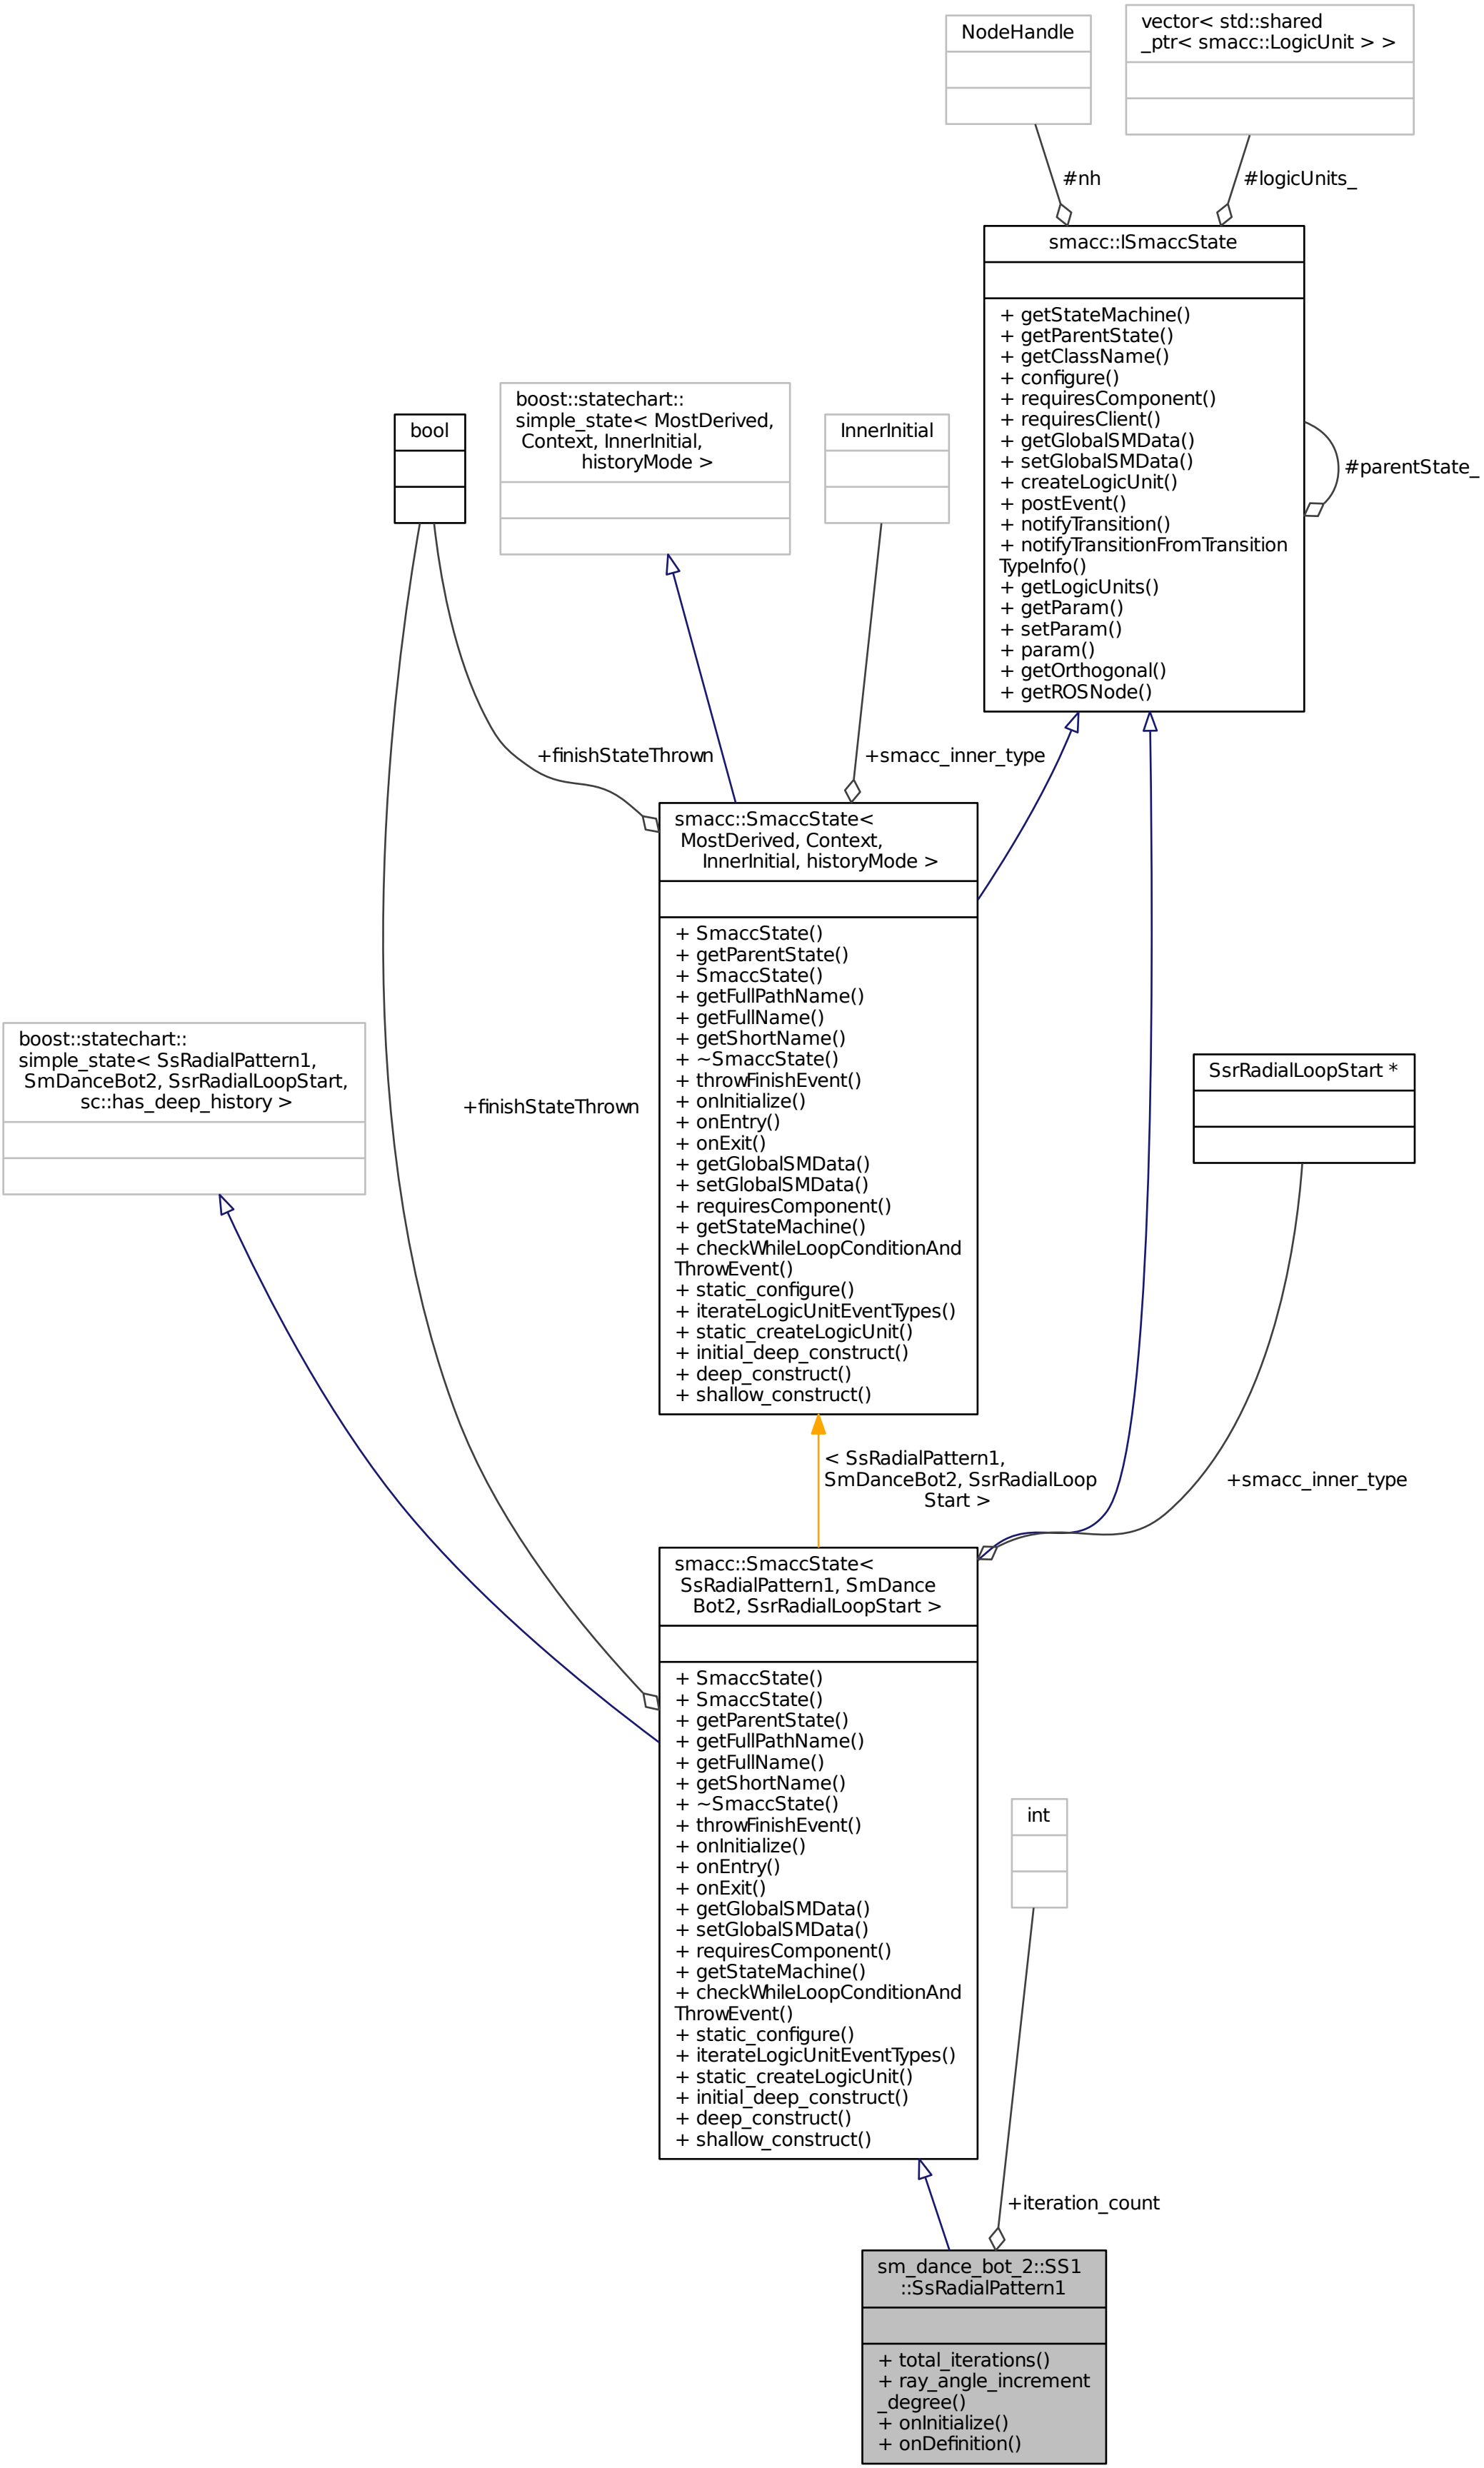 NodeHandle
vector< std::shared
_ptr< smacc::LogicUnit > >
#nh
#logicUnits_
smacc::ISmaccState
+ getStateMachine()
+ getParentState()
+ getClassName()
+ configure()
+ requiresComponent()
+ requiresClient()
+ getGlobalSMData()
+ setGlobalSMData()
+ createLogicUnit()
+ postEvent()
+ notifyTransition()
+ notifyTransitionFromTransition
TypeInfo()
+ getLogicUnits()
+ getParam()
+ setParam()
+ param()
+ getOrthogonal()
+ getROSNode()
#parentState_
bool
boost::statechart::
simple_state< MostDerived,
Context, InnerInitial,
historyMode >
InnerInitial
+finishStateThrown
+smacc_inner_type
smacc::SmaccState<
MostDerived, Context,
InnerInitial, historyMode >
+ SmaccState()
+ getParentState()
+ SmaccState()
+ getFullPathName()
+ getFullName()
+ getShortName()
+ ~SmaccState()
+ throwFinishEvent()
+ onInitialize()
+ onEntry()
+ onExit()
+ getGlobalSMData()
+ setGlobalSMData()
+ requiresComponent()
+ getStateMachine()
+ checkWhileLoopConditionAnd
ThrowEvent()
+ static_configure()
+ iterateLogicUnitEventTypes()
+ static_createLogicUnit()
+ initial_deep_construct()
+ deep_construct()
+ shallow_construct()
boost::statechart::
simple_state< SsRadialPattern1,
SmDanceBot2, SsrRadialLoopStart,
sc::has_deep_history >
+finishStateThrown
SsrRadialLoopStart *
< SsRadialPattern1,
SmDanceBot2, SsrRadialLoop
Start >
+smacc_inner_type
smacc::SmaccState<
SsRadialPattern1, SmDance
Bot2, SsrRadialLoopStart >
+ SmaccState()
+ SmaccState()
+ getParentState()
+ getFullPathName()
+ getFullName()
+ getShortName()
+ ~SmaccState()
+ throwFinishEvent()
+ onInitialize()
+ onEntry()
+ onExit()
+ getGlobalSMData()
+ setGlobalSMData()
+ requiresComponent()
+ getStateMachine()
+ checkWhileLoopConditionAnd
ThrowEvent()
+ static_configure()
+ iterateLogicUnitEventTypes()
+ static_createLogicUnit()
+ initial_deep_construct()
+ deep_construct()
+ shallow_construct()
int
+iteration_count
sm_dance_bot_2::SS1
::SsRadialPattern1
+ total_iterations()
+ ray_angle_increment
_degree()
+ onInitialize()
+ onDefinition()